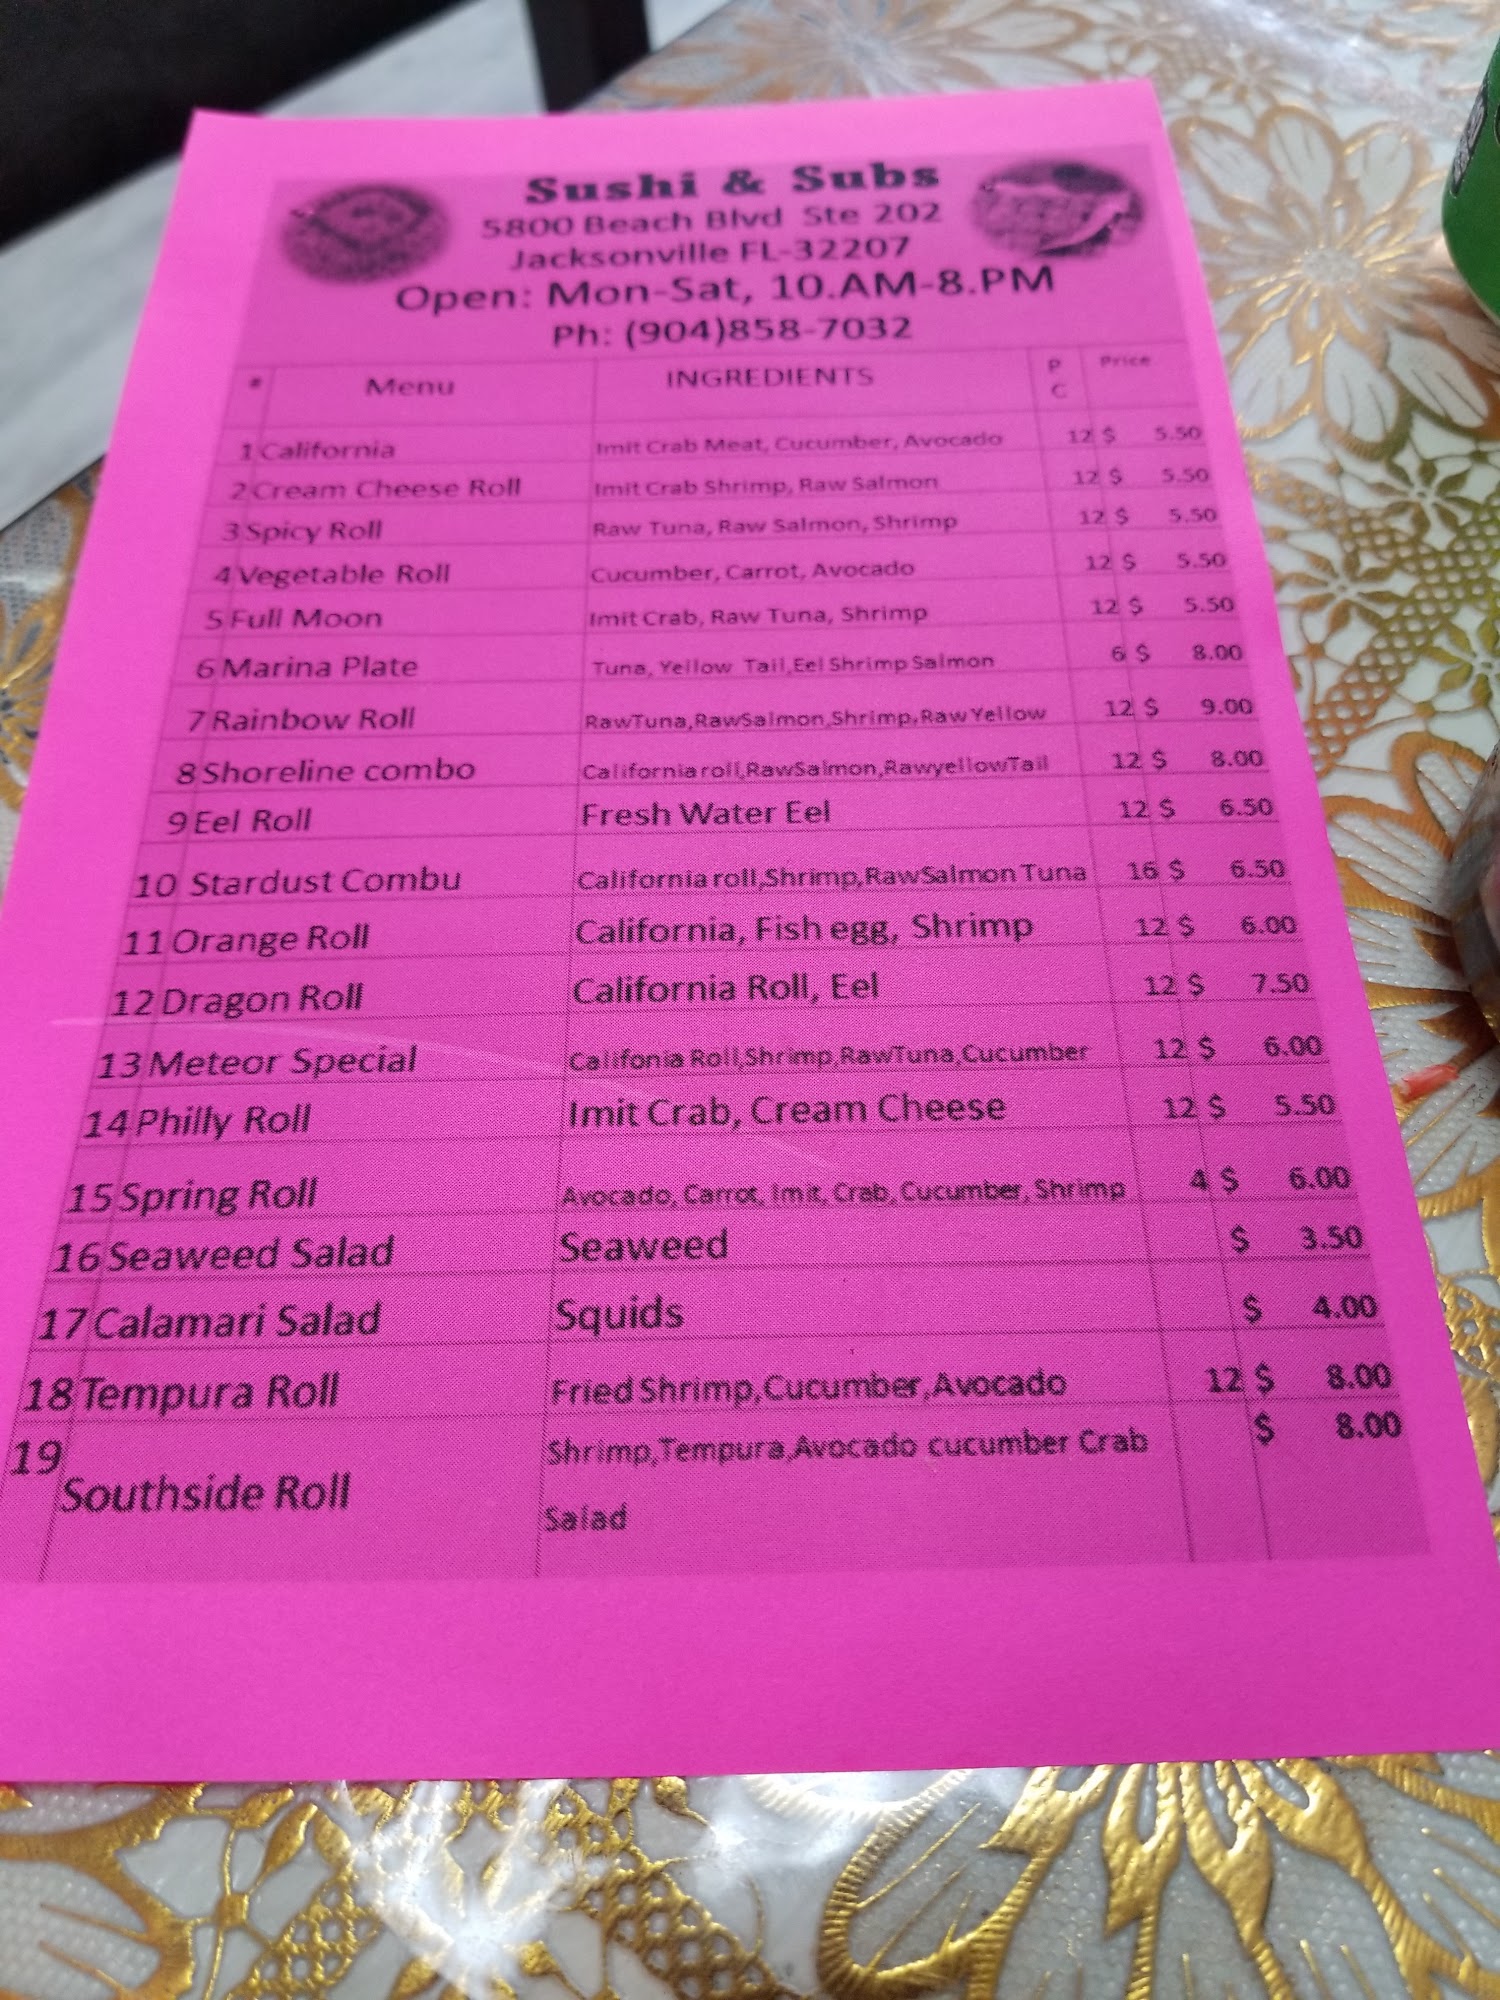 Sushi & Subs
5800 Beach Blvd Ste 202
Jacksonville FL-32207
Open: Mon-Sat, 10.AM-8.PM
Ph: (904)858-7032
# Menu INGREDIENTS PC Price
1 California Imit Crab Meat, Cucumber, Avocado 12 $ 5.50
2 Cream Cheese Roll Imit Crab Shrimp, Raw Salmon 12 $ 5.50
3 Spicy Roll Raw Tuna, Raw Salmon, Shrimp 12 $ 5.50
4 Vegetable Roll Cucumber, Carrot, Avocado 12 $ 5.50
5 Full Moon Imit Crab, Raw Tuna, Shrimp 12 $ 5.50
6 Marina Plate Tuna, Yellow Tail,Eel Shrimp Salmon 6 $ 8.00
7 Rainbow Roll RawTuna,RawSalmon,Shrimp,Raw Yellow 12 $ 9.00
8 Shoreline combo California roll,RawSalmon,RawyellowTail 12 $ 8.00
9 Eel Roll Fresh Water Eel 12 $ 6.50
10 Stardust Combu California roll,Shrimp,RawSalmon Tuna 16 $ 6.50
11 Orange Roll California, Fish egg, Shrimp 12 $ 6.00
12 Dragon Roll California Roll, Eel 12 $ 7.50
13 Meteor Special Califonia Roll,Shrimp,RawTuna,Cucumber 12 $ 6.00
14 Philly Roll Imit Crab, Cream Cheese 12 $ 5.50
15 Spring Roll Avocado, Carrot, Imit, Crab, Cucumber, Shrimp 4 $ 6.00
16 Seaweed Salad Seaweed $ 3.50
17 Calamari Salad Squids $ 4.00
18 Tempura Roll Fried Shrimp,Cucumber,Avocado 12 $ 8.00
19 Southside Roll Shrimp,Tempura,Avocado cucumber Crab $ 8.00
Salad